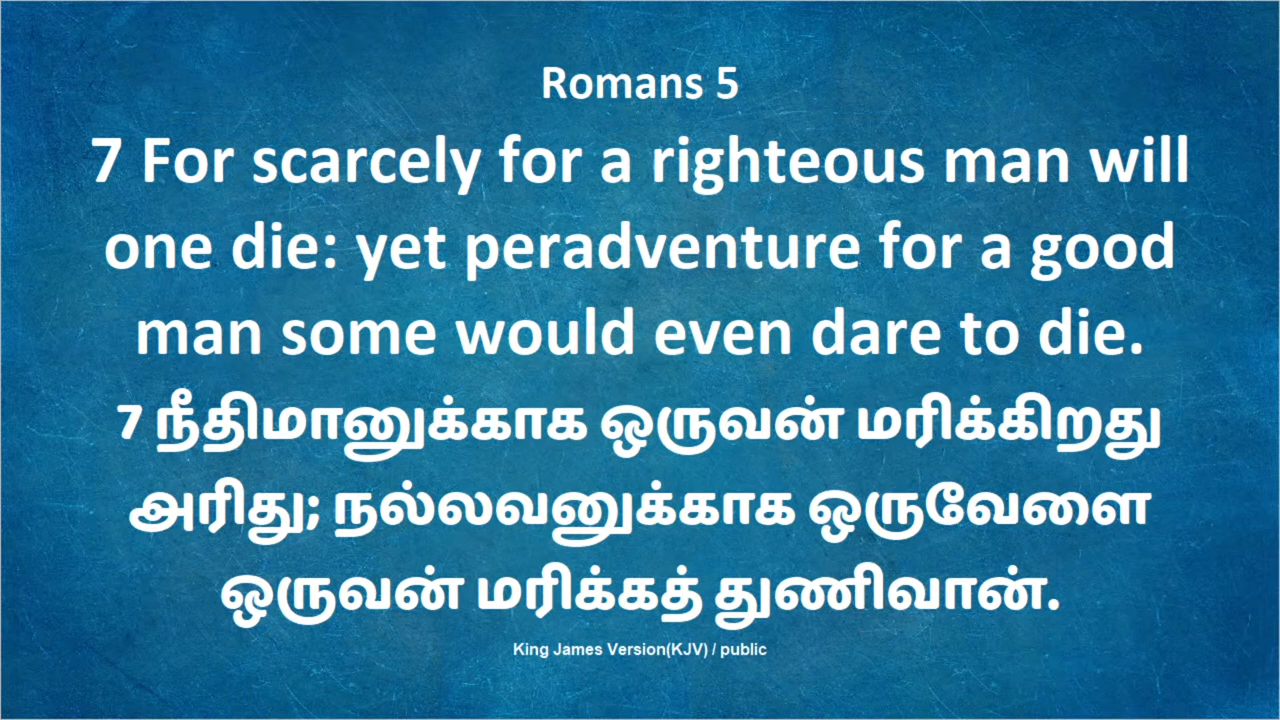 Romans 5
7 For scarcely for a righteous man will
one die: yet peradventure for a good
man some would even dare to die.
7 நீதிமானுக்காக ஒருவன் மரிக்கிறது
அரிது; நல்லவனுக்காக ஒருவேளை
ஒருவன் மரிக்கத் துணிவான்.
King James Version(KJV) / public